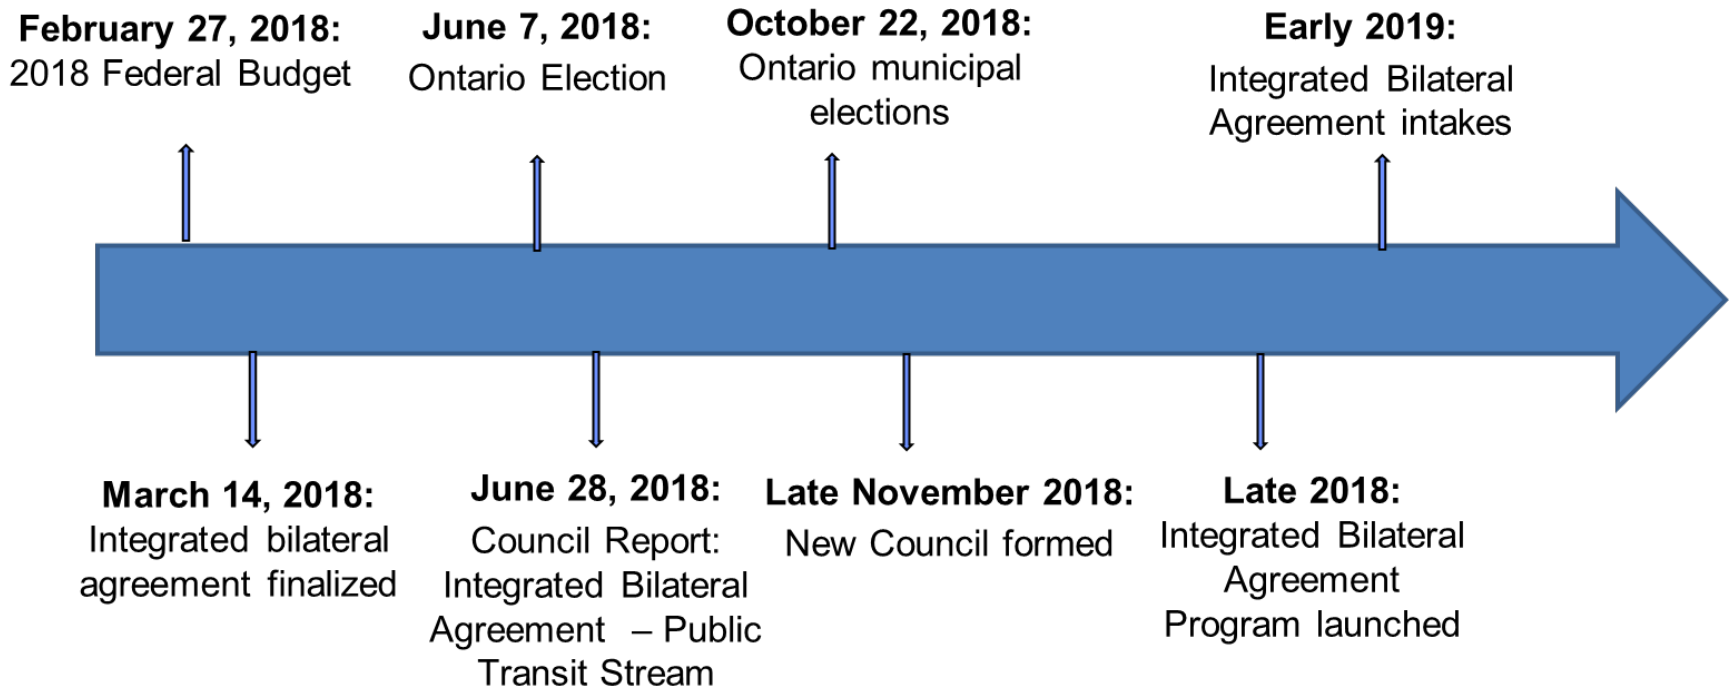 February 27, 2018:
2018 Federal Budget
June 7, 2018:
Ontario Election
October 22, 2018:
Ontario municipal
elections
Early 2019:
Integrated Bilateral
Agreement intakes
March 14, 2018:
Integrated bilateral
agreement finalized
June 28, 2018:
Council Report:
Integrated Bilateral
Agreement – Public
Transit Stream
Late November 2018:
New Council formed
Late 2018:
Integrated Bilateral
Agreement
Program launched